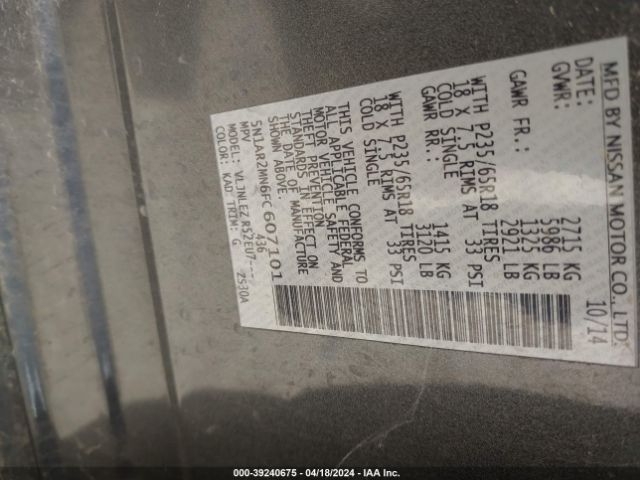 MFD BY NISSAN MOTOR CO., LTD.
DATE: 10/14
GVWR: 2715 KG
5986 LB
GAWR FR.: 1325 KG
2921 LB
WITH P235/65R18 TIRES
18 X 7.5 RIMS AT 33 PSI
COLD SINGLE
GAWR RR.: 1415 KG
3120 LB
WITH P235/65R18 TIRES
18 X 7.5 RIMS AT 33 PSI
COLD SINGLE
THIS VEHICLE CONFORMS TO
ALL APPLICABLE FEDERAL
MOTOR VEHICLE SAFETY AND
THEFT PREVENTION
STANDARDS IN EFFECT ON
THE DATE OF MANUFACTURE
SHOWN ABOVE.
5N1AR2MN6FC607101
MPV 436
VLJNLEZ R52EU7--- ZS30A
COLOR: KAD TRIM: G
000-39240675 - 04/18/2024 - IAA Inc.